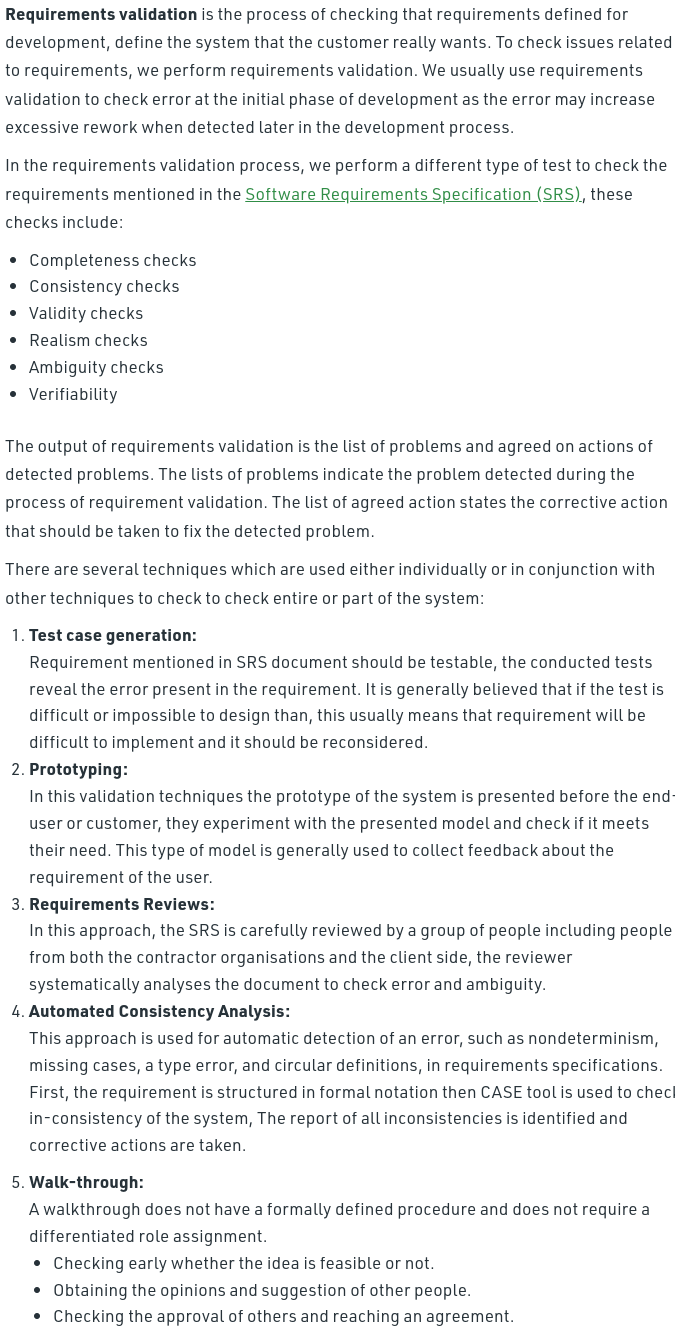 Requirements validation is the process of checking that requirements defined for
development, define the system that the customer really wants. To check issues related
to requirements, we perform requirements validation. We usually use requirements
validation to check error at the initial phase of development as the error may increase
excessive rework when detected later in the development process.
In the requirements validation process, we perform a different type of test to check the
requirements mentioned in the Software Requirements Specification (SRS), these
checks include:
• Completeness checks
• Consistency checks
• Validity checks
• Realism checks
• Ambiguity checks
• Verifiability
The output of requirements validation is the list of problems and agreed on actions of
detected problems. The lists of problems indicate the problem detected during the
process of requirement validation. The list of agreed action states the corrective action
that should be taken to fix the detected problem.
There are several techniques which are used either individually or in conjunction with
other techniques to check to check entire or part of the system:
1. Test case generation:
Requirement mentioned in SRS document should be testable, the conducted tests
reveal the error present in the requirement. It is generally believed that if the test is
difficult or impossible to design than, this usually means that requirement will be
difficult to implement and it should be reconsidered.
2. Prototyping:
In this validation techniques the prototype of the system is presented before the end-
user or customer, they experiment with the presented model and check if it meets
their need. This type of model is generally used to collect feedback about the
requirement of the user.
3. Requirements Reviews:
In this approach, the SRS is carefully reviewed by a group of people including people
from both the contractor organisations and the client side, the reviewer
systematically analyses the document to check error and ambiguity.
4. Automated Consistency Analysis:
This approach is used for automatic detection of an error, such as nondeterminism,
missing cases, a type error, and circular definitions, in requirements specifications.
First, the requirement is structured in formal notation then CASE tool is used to check
in-consistency of the system, The report of all inconsistencies is identified and
corrective actions are taken.
5. Walk-through:
A walkthrough does not have a formally defined procedure and does not require a
differentiated role assignment.
• Checking early whether the idea is feasible or not.
• Obtaining the opinions and suggestion of other people.
• Checking the approval of others and reaching an agreement.